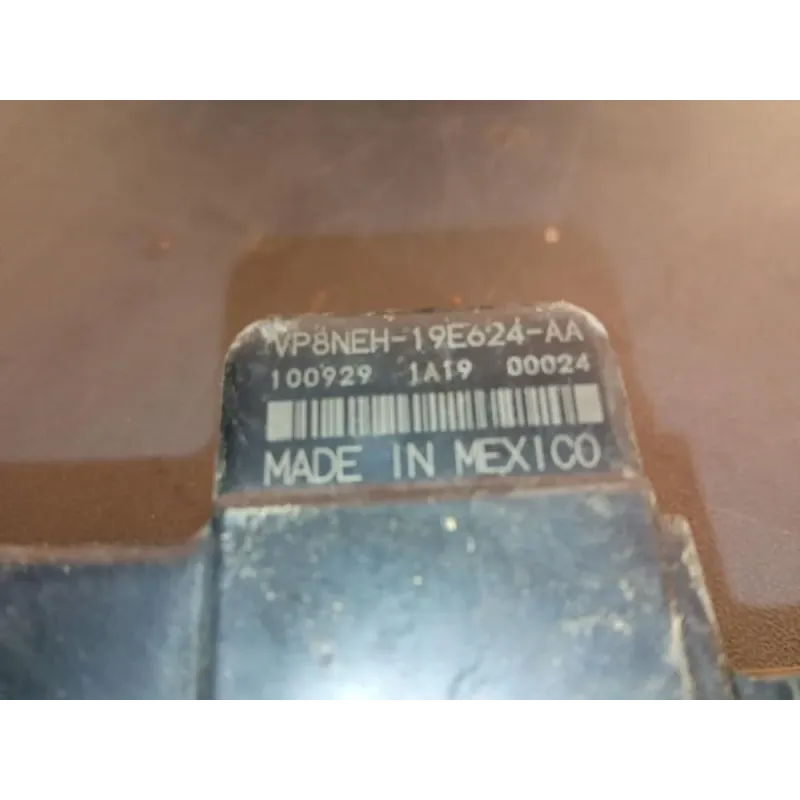 VP8NEH-19E624-AA
100929 1A19 00024
MADE IN MEXICO